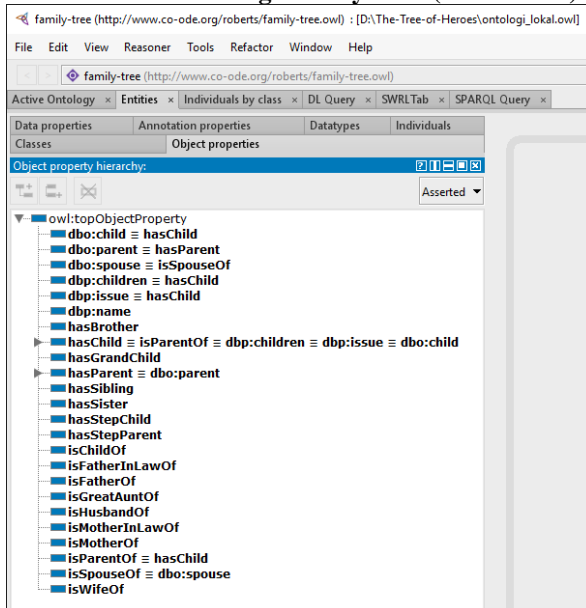 family-tree (http://www.co-ode.org/roberts/family-tree.owl) : [D:\The-Tree-of-Heroes\ontologi_lokal.owl]
File Edit View Reasoner Tools Refactor Window Help
family-tree (http://www.co-ode.org/roberts/family-tree.owl)
Active Ontology × Entities × Individuals by class × DL Query × SWRLTab × SPARQL Query ×
Data properties Annotation properties Datatypes Individuals
Classes Object properties
Object property hierarchy:
Asserted
owl:topObjectProperty
dbo:child ≡ hasChild
dbo:parent ≡ hasParent
dbo:spouse ≡ isSpouseOf
dbp:children ≡ hasChild
dbp:issue ≡ hasChild
dbp:name
hasBrother
hasChild ≡ isParentOf ≡ dbp:children ≡ dbp:issue ≡ dbo:child
hasGrandChild
hasParent ≡ dbo:parent
hasSibling
hasSister
hasStepChild
hasStepParent
isChildOf
isFatherInLawOf
isFatherOf
isGreatAuntOf
isHusbandOf
isMotherInLawOf
isMotherOf
isParentOf ≡ hasChild
isSpouseOf ≡ dbo:spouse
isWifeOf